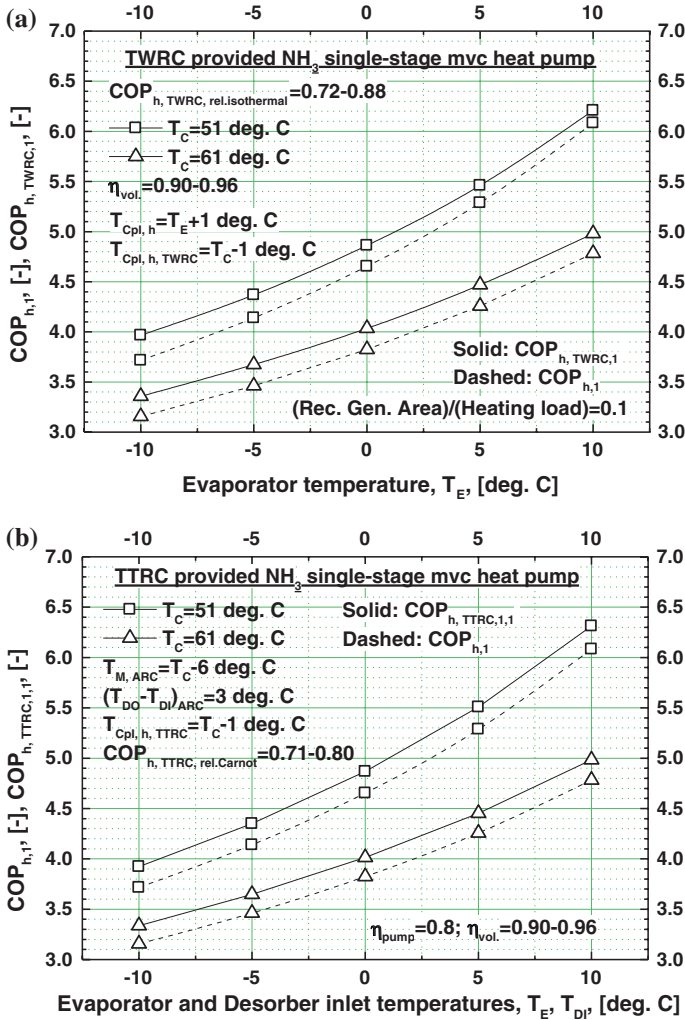 (a)
-10 -5 0 5 10
7.0 7.0
TWRC provided NH3 single-stage mvc heat pump
6.5 6.5
COPh, TWRC, rel.isothermal=0.72-0.88
6.0 6.0
TC=51 deg. C
TC=61 deg. C
5.5 5.5
ηvol.=0.90-0.96
TCpl, h=TE+1 deg. C
5.0 5.0
TCpl, h, TWRC=TC-1 deg. C
4.5 4.5
4.0 4.0
Solid: COPh, TWRC,1
3.5 3.5
Dashed: COPh,1
(Rec. Gen. Area)/(Heating load)=0.1
3.0 3.0
-10 -5 0 5 10
COPh,1, [-], COPh, TWRC,1, [-]
Evaporator temperature, TE, [deg. C]
(b)
-10 -5 0 5 10
7.0 7.0
TTRC provided NH3 single-stage mvc heat pump
6.5 6.5
TC=51 deg. C Solid: COPh, TTRC,1,1
TC=61 deg. C Dashed: COPh,1
6.0 6.0
TM, ARC=TC-6 deg. C
(TDO-TDI)ARC=3 deg. C
5.5 5.5
TCpl, h, TTRC=TC-1 deg. C
COPh, TTRC, rel.Carnot=0.71-0.80
5.0 5.0
4.5 4.5
4.0 4.0
3.5 3.5
ηpump=0.8; ηvol.=0.90-0.96
3.0 3.0
-10 -5 0 5 10
COPh,1, [-], COPh, TTRC,1,1, [-]
Evaporator and Desorber inlet temperatures, TE, TDI, [deg. C]